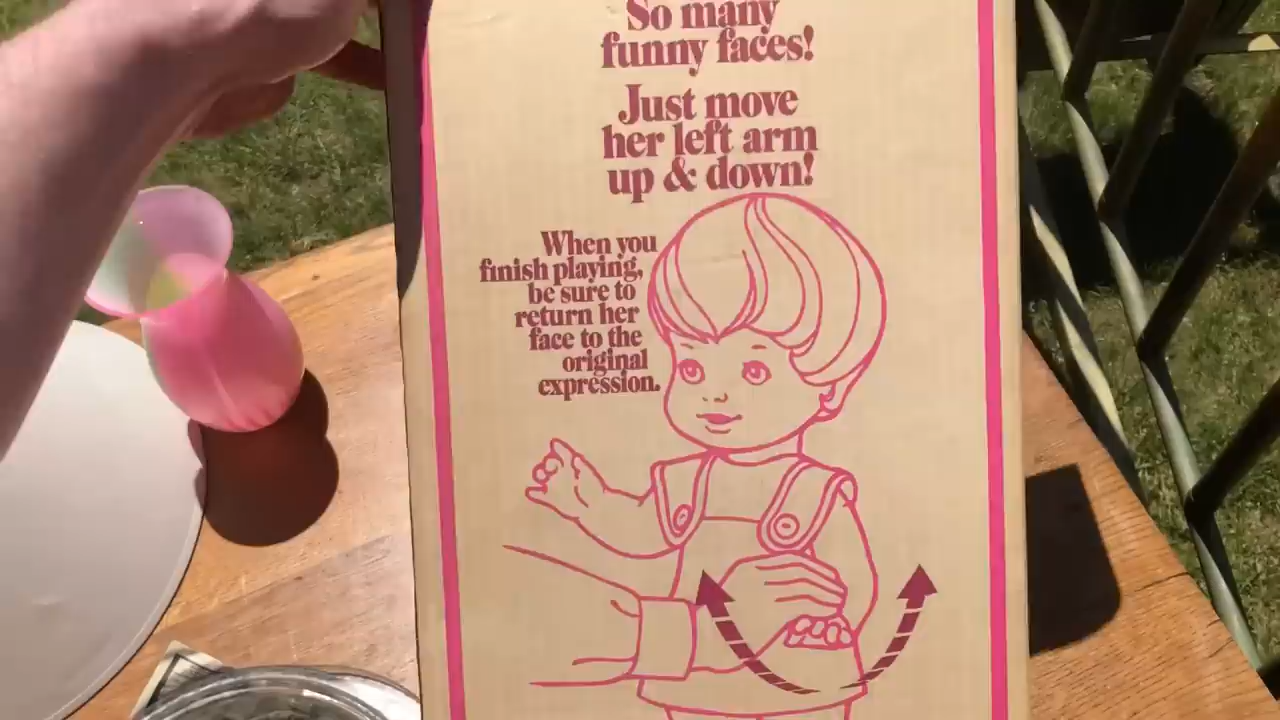 So many
funny faces!
Just move
her left arm
up & down!
When you
finish playing,
be sure to
return her
face to the
original
expression.